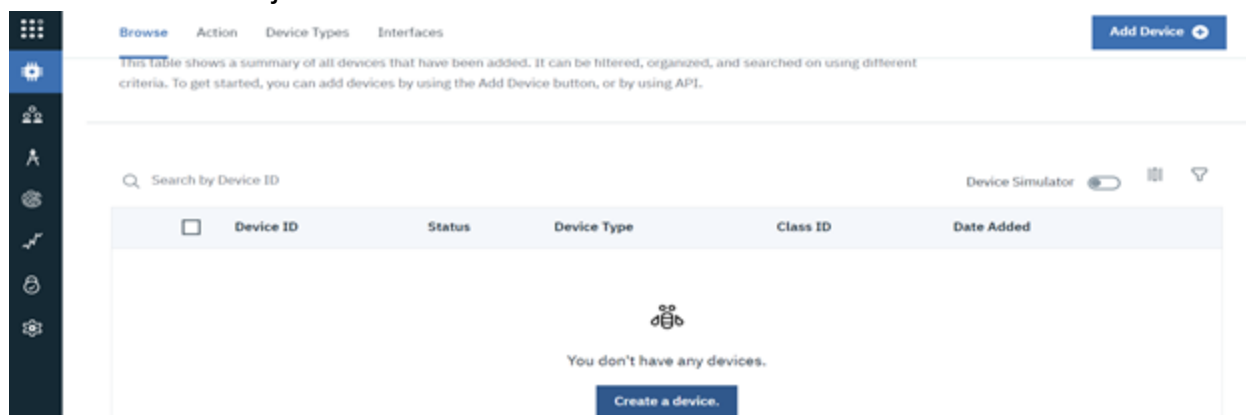 Browse Action Device Types Interfaces
Add Device
This table shows a summary of all devices that have been added. It can be filtered, organized, and searched on using different
criteria. To get started, you can add devices by using the Add Device button, or by using API.
Search by Device ID
Device Simulator
Device ID Status Device Type Class ID Date Added
You don't have any devices.
Create a device.